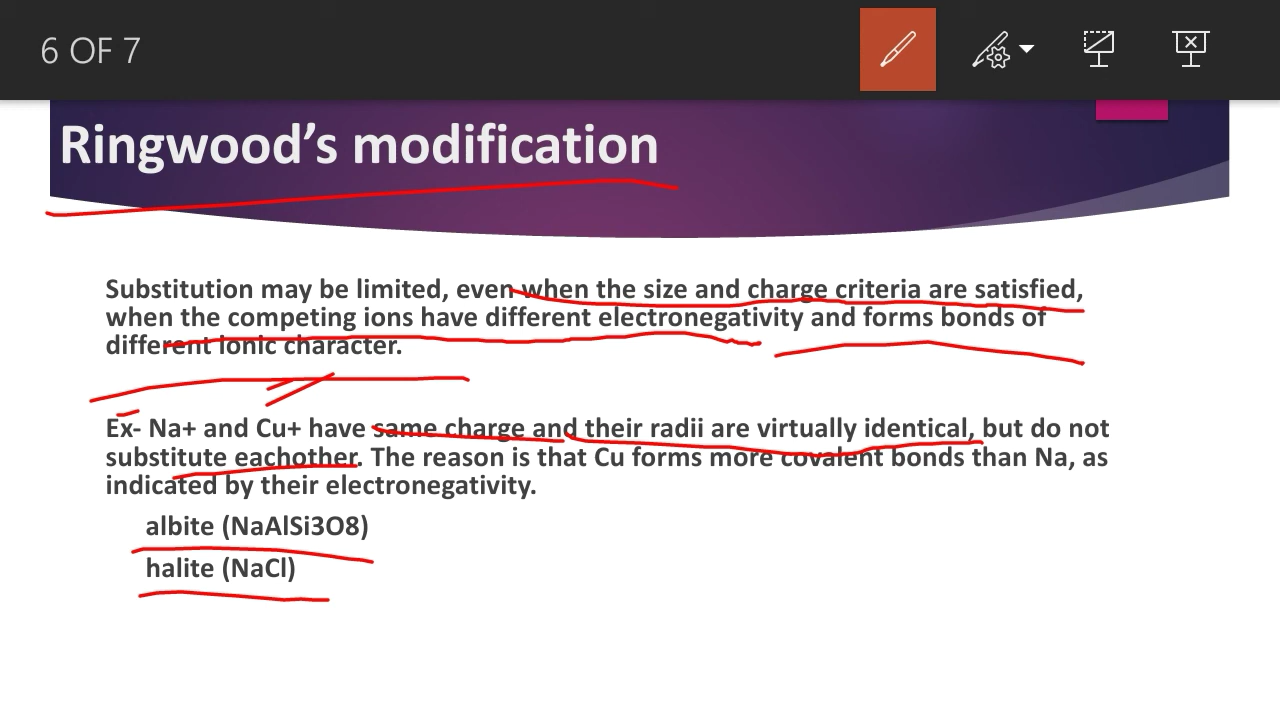 6 OF 7
Ringwood’s modification
Substitution may be limited, even when the size and charge criteria are satisfied,
when the competing ions have different electronegativity and forms bonds of
different ionic character.
Ex- Na+ and Cu+ have same charge and their radii are virtually identical, but do not
substitute eachother. The reason is that Cu forms more covalent bonds than Na, as
indicated by their electronegativity.
albite (NaAlSi3O8)
halite (NaCl)